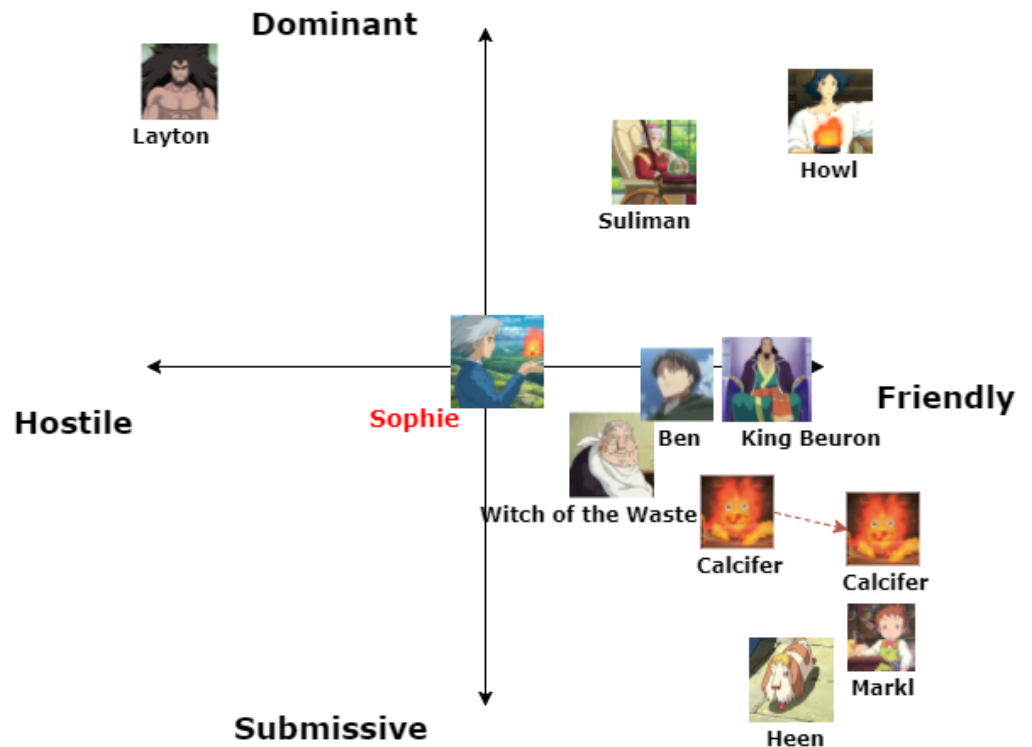 Dominant
Layton
Howl
Suliman
Friendly
Hostile
Sophie
Ben
King Beuron
Witch of the Waste
Calcifer
Calcifer
Markl
Submissive
Heen